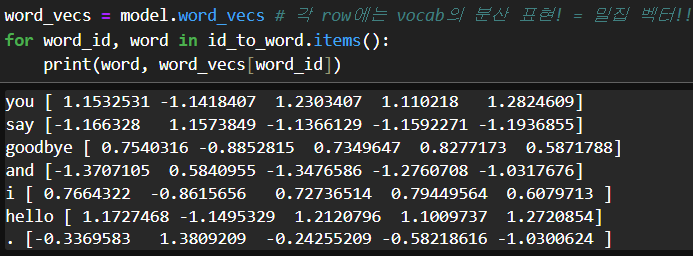 word_vecs = model.word_vecs # 각 row에는 vocab의 분산 표현! = 밀집 벡터!!
for word_id, word in id_to_word.items():
    print(word, word_vecs[word_id])
you [ 1.1532531 -1.1418407  1.2303407  1.110218   1.2824609]
say [-1.166328   1.1573849 -1.1366129 -1.1592271 -1.1936855]
goodbye [ 0.7540316 -0.8852815  0.7349647  0.8277173  0.5871788]
and [-1.3707105  0.5840955 -1.3476586 -1.2760708 -1.0317676]
i [ 0.7664322  -0.8615656   0.72736514  0.79449564  0.6079713 ]
hello [ 1.1727468 -1.1495329  1.2120796  1.1009737  1.2720854]
. [-0.3369583   1.3809209  -0.24255209 -0.58218616 -1.0300624 ]